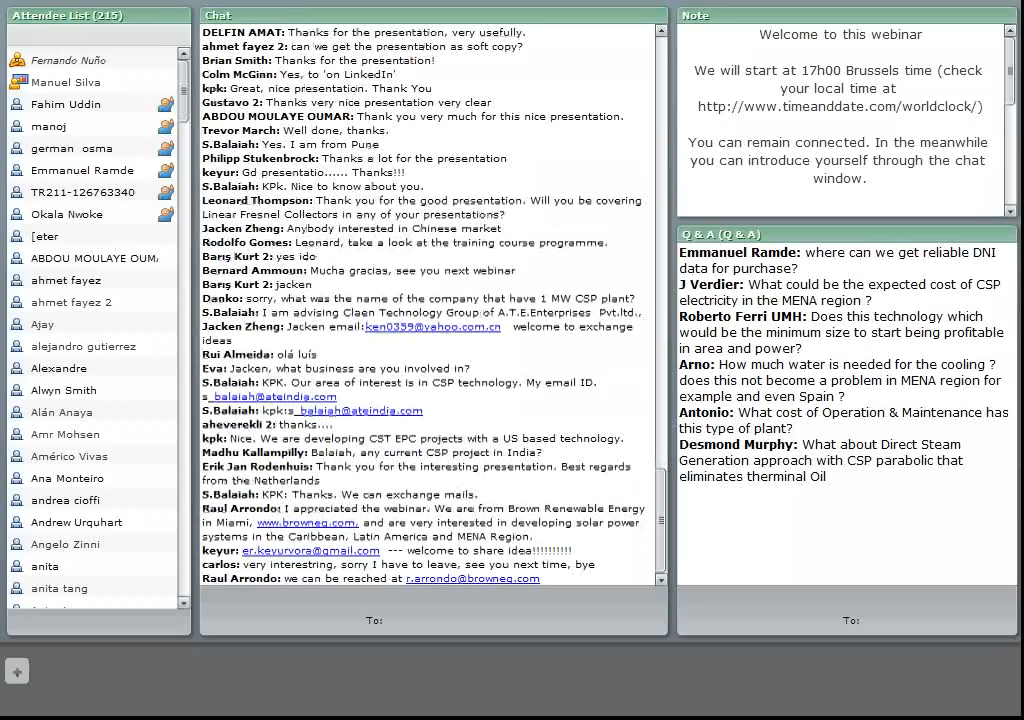 Attendee List (215)
Fernando Nuño
Manuel Silva
Fahim Uddin
manoj
german osma
Emmanuel Ramde
TR211-126763340
Okala Nwoke
[eter
ABDOU MOULAYE OUM
ahmet fayez
ahmet fayez 2
Ajay
alejandro gutierrez
Alexandre
Alwyn Smith
Alán Anaya
Amr Mohsen
Américo Vivas
Ana Monteiro
andrea cioffi
Andrew Urquhart
Angelo Zinni
anita
anita tang
Chat
DELFIN AMAT: Thanks for the presentation, very usefully.
ahmet fayez 2: can we get the presentation as soft copy?
Brian Smith: Thanks for the presentation!
Colm McGinn: Yes, to 'on LinkedIn'
kpk: Great, nice presentation. Thank You
Gustavo 2: Thanks very nice presentation very clear
ABDOU MOULAYE OUMAR: Thank you very much for this nice presentation.
Trevor March: Well done, thanks.
S.Balaiah: Yes. I am from Pune
Philipp Stukenbrock: Thanks a lot for the presentation
keyur: Gd presentatio...... Thanks!!!
S.Balaiah: KPk. Nice to know about you.
Leonard Thompson: Thank you for the good presentation. Will you be covering
Linear Fresnel Collectors in any of your presentations?
Jacken Zheng: Anybody interested in Chinese market
Rodolfo Gomes: Leonard, take a look at the training course programme.
Barış Kurt 2: yes ido
Bernard Ammoun: Mucha gracias, see you next webinar
Barış Kurt 2: jacken
Danko: sorry, what was the name of the company that have 1 MW CSP plant?
S.Balaiah: I am advising Claen Technology Group of A.T.E.Enterprises Pvt.ltd.,
Jacken Zheng: Jacken email:ken0359@yahoo.com.cn welcome to exchange
ideas
Rui Almeida: olá luís
Eva: Jacken, what business are you involved in?
S.Balaiah: KPK. Our area of interest is in CSP technology. My email ID.
s_balaiah@ateindia.com
S.Balaiah: kpk:s_balaiah@ateindia.com
aheverekli 2: thanks....
kpk: Nice. We are developing CST EPC projects with a US based technology.
Madhu Kallampilly: Balaiah, any current CSP project in India?
Erik Jan Rodenhuis: Thank you for the interesting presentation. Best regards
from the Netherlands
S.Balaiah: KPK: Thanks. We can exchange mails.
Raul Arrondo: I appreciated the webinar. We are from Brown Renewable Energy
in Miami, www.browneg.com, and are very interested in developing solar power
systems in the Caribbean, Latin America and MENA Region.
keyur: er.keyurvora@gmail.com --- welcome to share idea!!!!!!!!!!
carlos: very interestring, sorry I have to leave, see you next time, bye
Raul Arrondo: we can be reached at r.arrondo@browneg.com
To:
Note
Welcome to this webinar
We will start at 17h00 Brussels time (check
your local time at
http://www.timeanddate.com/worldclock/)
You can remain connected. In the meanwhile
you can introduce yourself through the chat
window.
Q & A (Q & A)
Emmanuel Ramde: where can we get reliable DNI
data for purchase?
J Verdier: What could be the expected cost of CSP
electricity in the MENA region ?
Roberto Ferri UMH: Does this technology which
would be the minimum size to start being profitable
in area and power?
Arno: How much water is needed for the cooling ?
does this not become a problem in MENA region for
example and even Spain ?
Antonio: What cost of Operation & Maintenance has
this type of plant?
Desmond Murphy: What about Direct Steam
Generation approach with CSP parabolic that
eliminates therminal Oil
To: